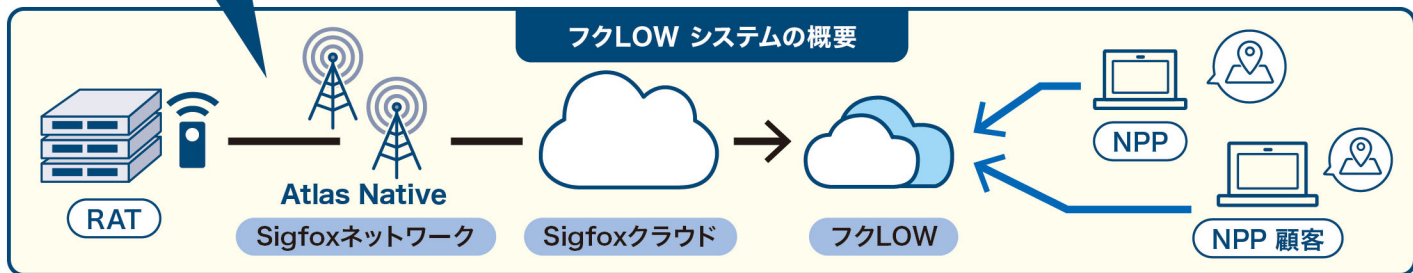 フクLOW システムの概要
RAT
Atlas Native
Sigfoxネットワーク
Sigfoxクラウド
フクLOW
NPP
NPP 顧客